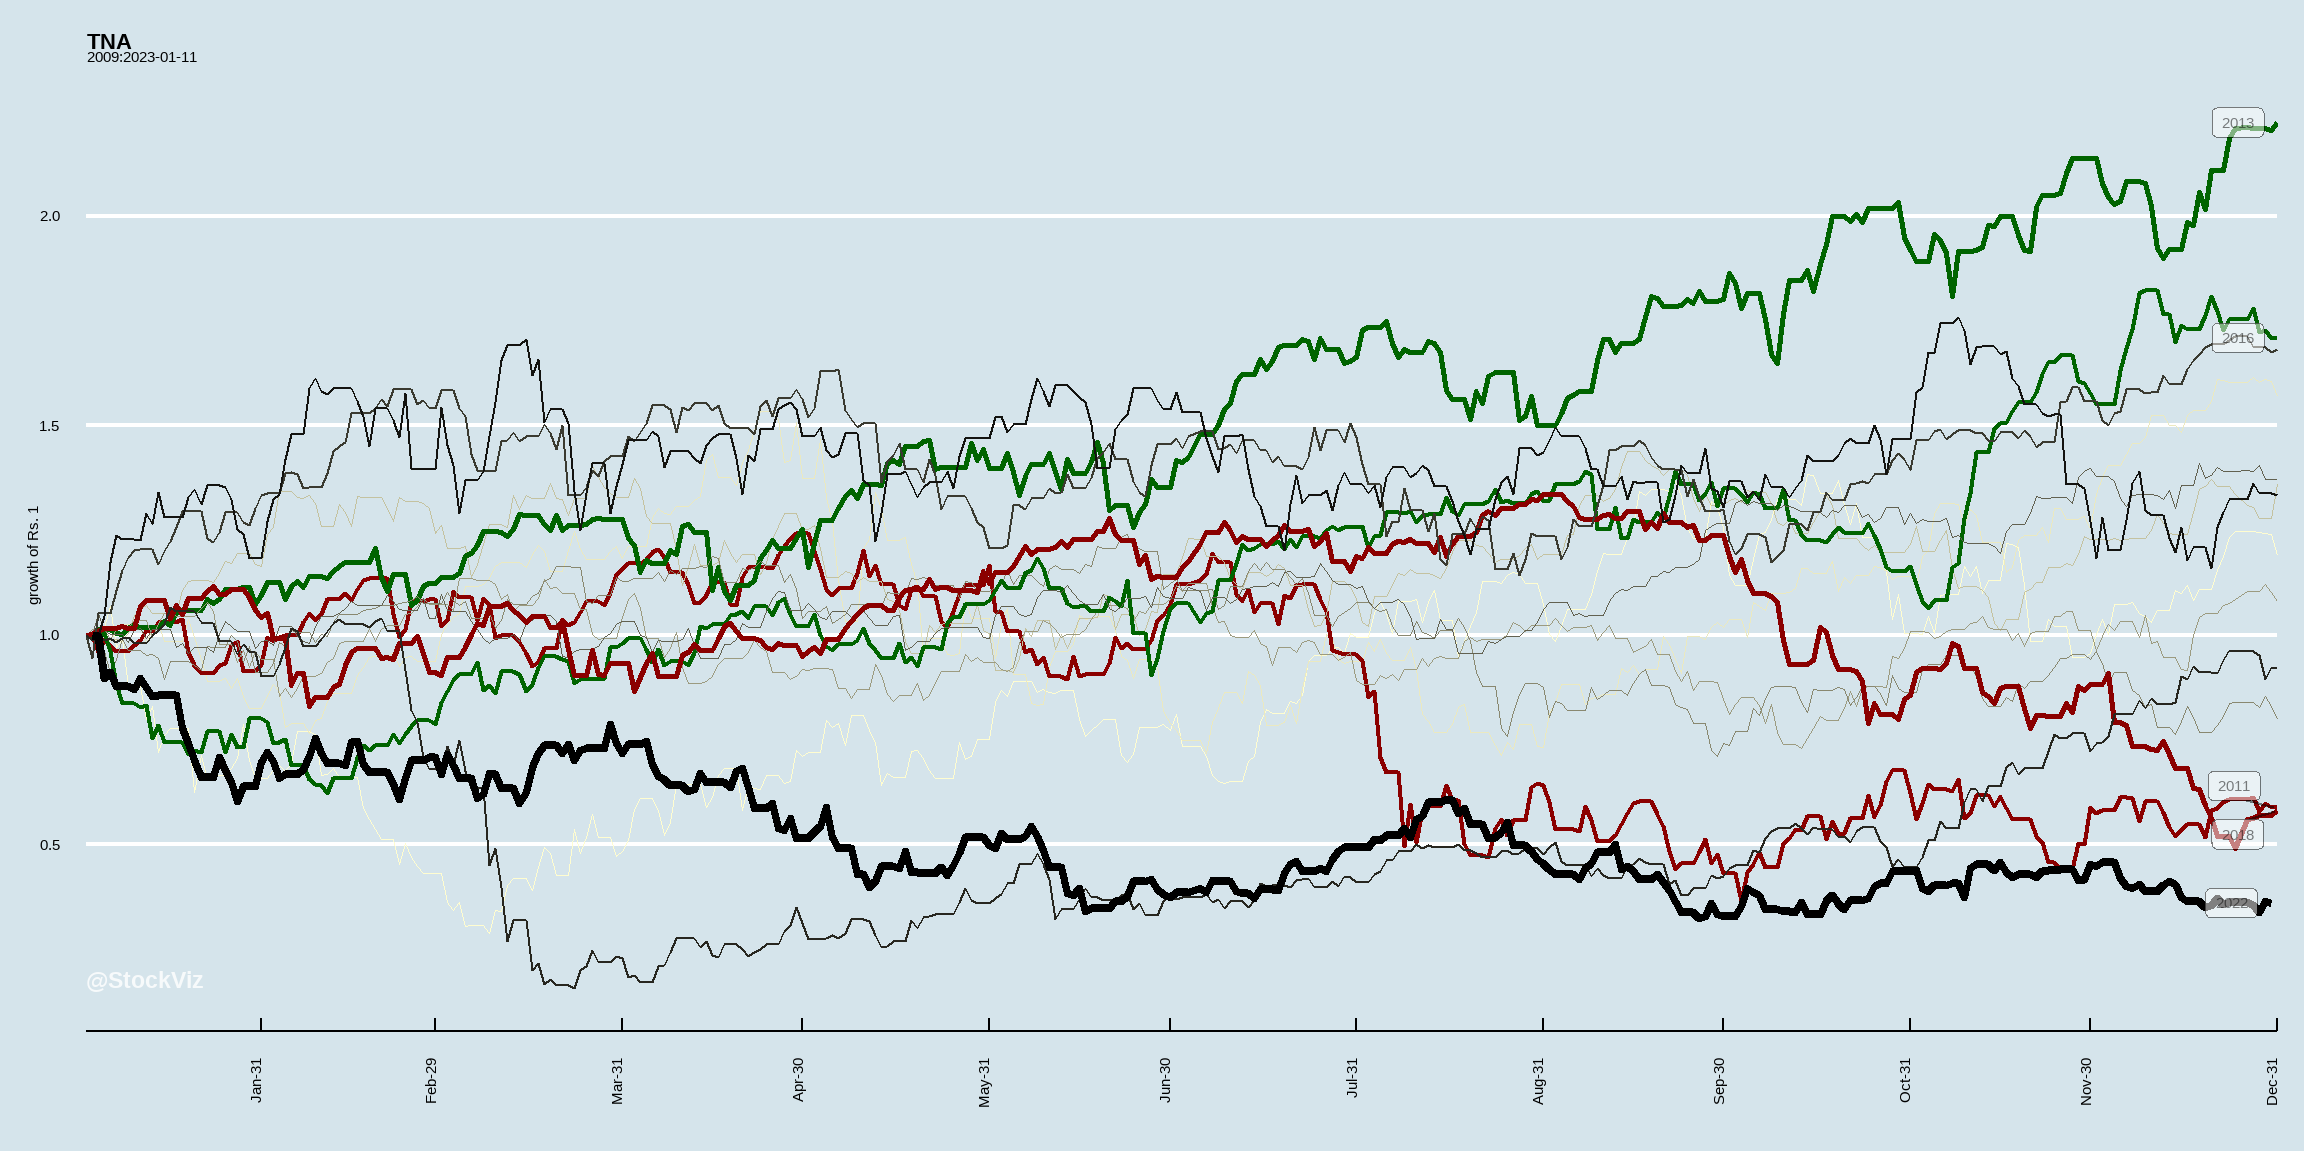 TNA
2009:2023-01-11
growth of Rs. 1
2.0
1.5
1.0
0.5
2013
2016
2011
2018
2022
@StockViz
Jan-31
Feb-29
Mar-31
Apr-30
May-31
Jun-30
Jul-31
Aug-31
Sep-30
Oct-31
Nov-30
Dec-31